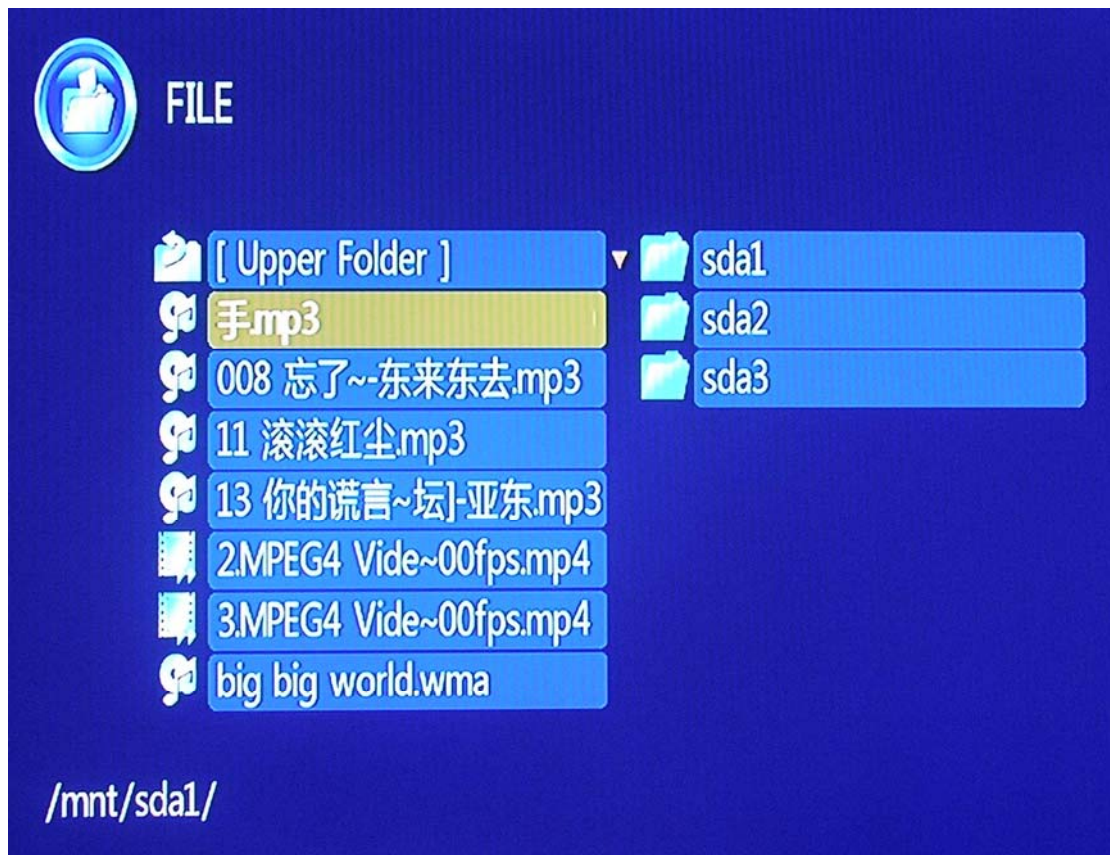 FILE
[ Upper Folder ]
手.mp3
008 忘了~-东来东去.mp3
11 滚滚红尘.mp3
13 你的谎言~坛]-亚东.mp3
2.MPEG4 Vide~00fps.mp4
3.MPEG4 Vide~00fps.mp4
big big world.wma
sda1
sda2
sda3
/mnt/sda1/